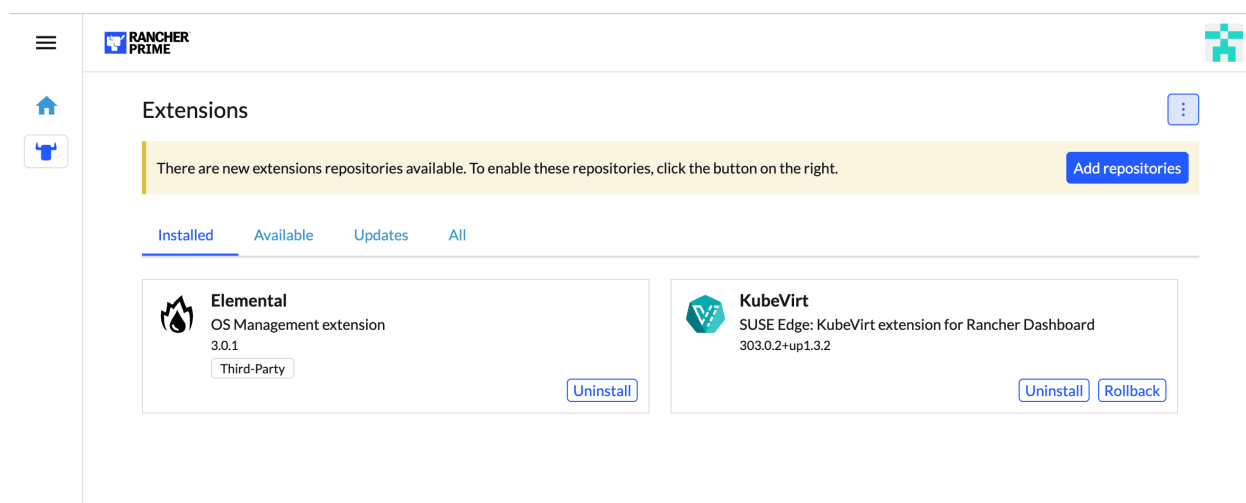 RANCHER
PRIME
Extensions
There are new extensions repositories available. To enable these repositories, click the button on the right.
Add repositories
Installed Available Updates All
Elemental
OS Management extension
3.0.1
Third-Party
Uninstall
KubeVirt
SUSE Edge: KubeVirt extension for Rancher Dashboard
303.0.2+up1.3.2
Uninstall Rollback